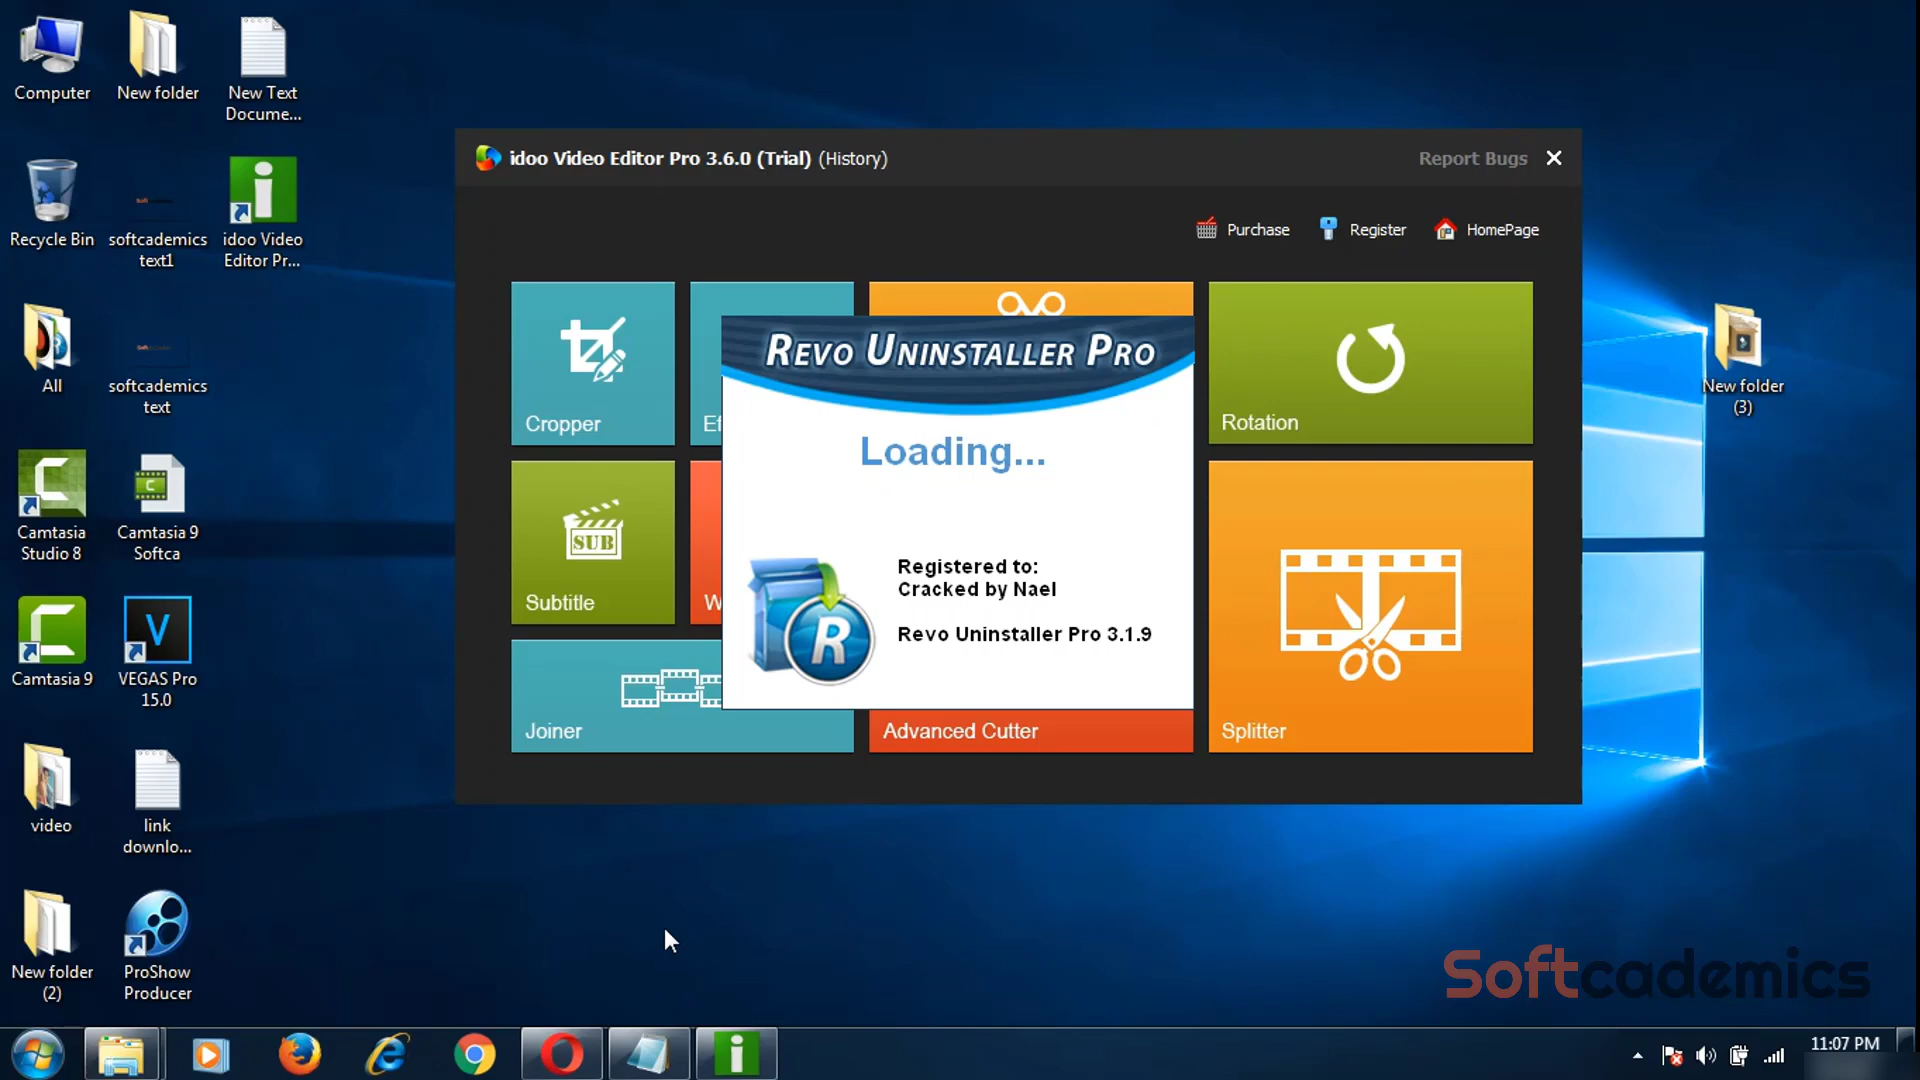 Computer
New folder
New Text
Docume...
Recycle Bin
softcademics
text1
idoo Video
Editor Pr...
All
softcademics
text
Camtasia
Studio 8
Camtasia 9
Softca
Camtasia 9
VEGAS Pro
15.0
video
link
downlo...
New folder
(2)
ProShow
Producer
idoo Video Editor Pro 3.6.0 (Trial) (History)
Report Bugs
Purchase
Register
HomePage
Cropper
Ef
Rotation
Subtitle
SUB
W
Joiner
Advanced Cutter
Splitter
REVO UNINSTALLER PRO
Loading...
Registered to:
Cracked by Nael
Revo Uninstaller Pro 3.1.9
R
New folder
(3)
Softcademics
11:07 PM